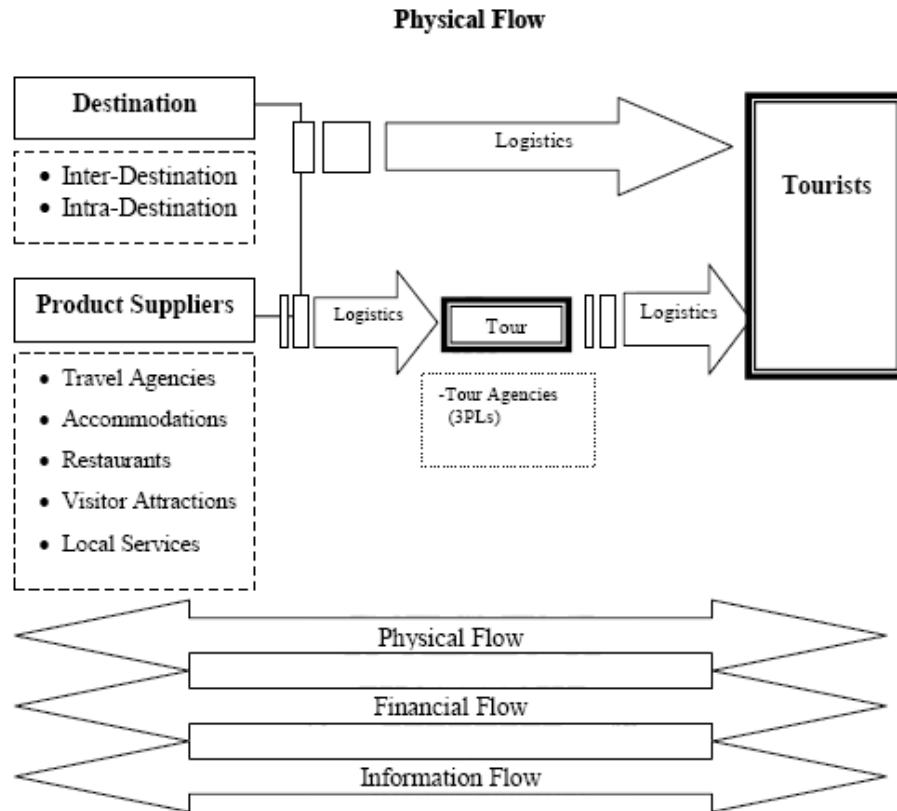 Physical Flow
Destination
• Inter-Destination
• Intra-Destination
Logistics
Tourists
Product Suppliers
Logistics
Tour
Logistics
• Travel Agencies
• Accommodations
• Restaurants
• Visitor Attractions
• Local Services
-Tour Agencies
(3PLs)
Physical Flow
Financial Flow
Information Flow